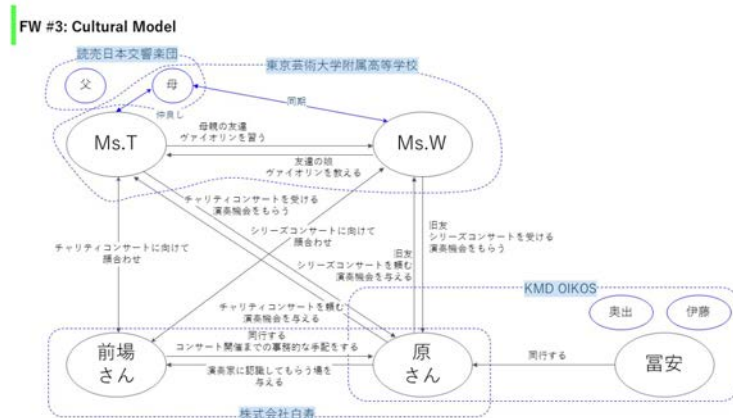 FW #3: Cultural Model
読売日本交響楽団
東京芸術大学附属高等学校
父
母
同期
仲良し
Ms.T
Ms.W
母親の友達
ヴァイオリンを習う
友達の娘
ヴァイオリンを教える
チャリティコンサートを受ける
演奏機会をもらう
シリーズコンサートに向けて
顔合わせ
旧友
シリーズコンサートを受ける
演奏機会をもらう
チャリティコンサートに向けて
顔合わせ
旧友
シリーズコンサートを頼む
演奏機会を与える
KMD OIKOS
チャリティコンサートを頼む
演奏機会を与える
奥出
伊藤
同行する
コンサート開催までの事務的な手配をする
前場
さん
原
さん
同行する
冨安
演奏家に認識してもらう場を
与える
株式会社白寿